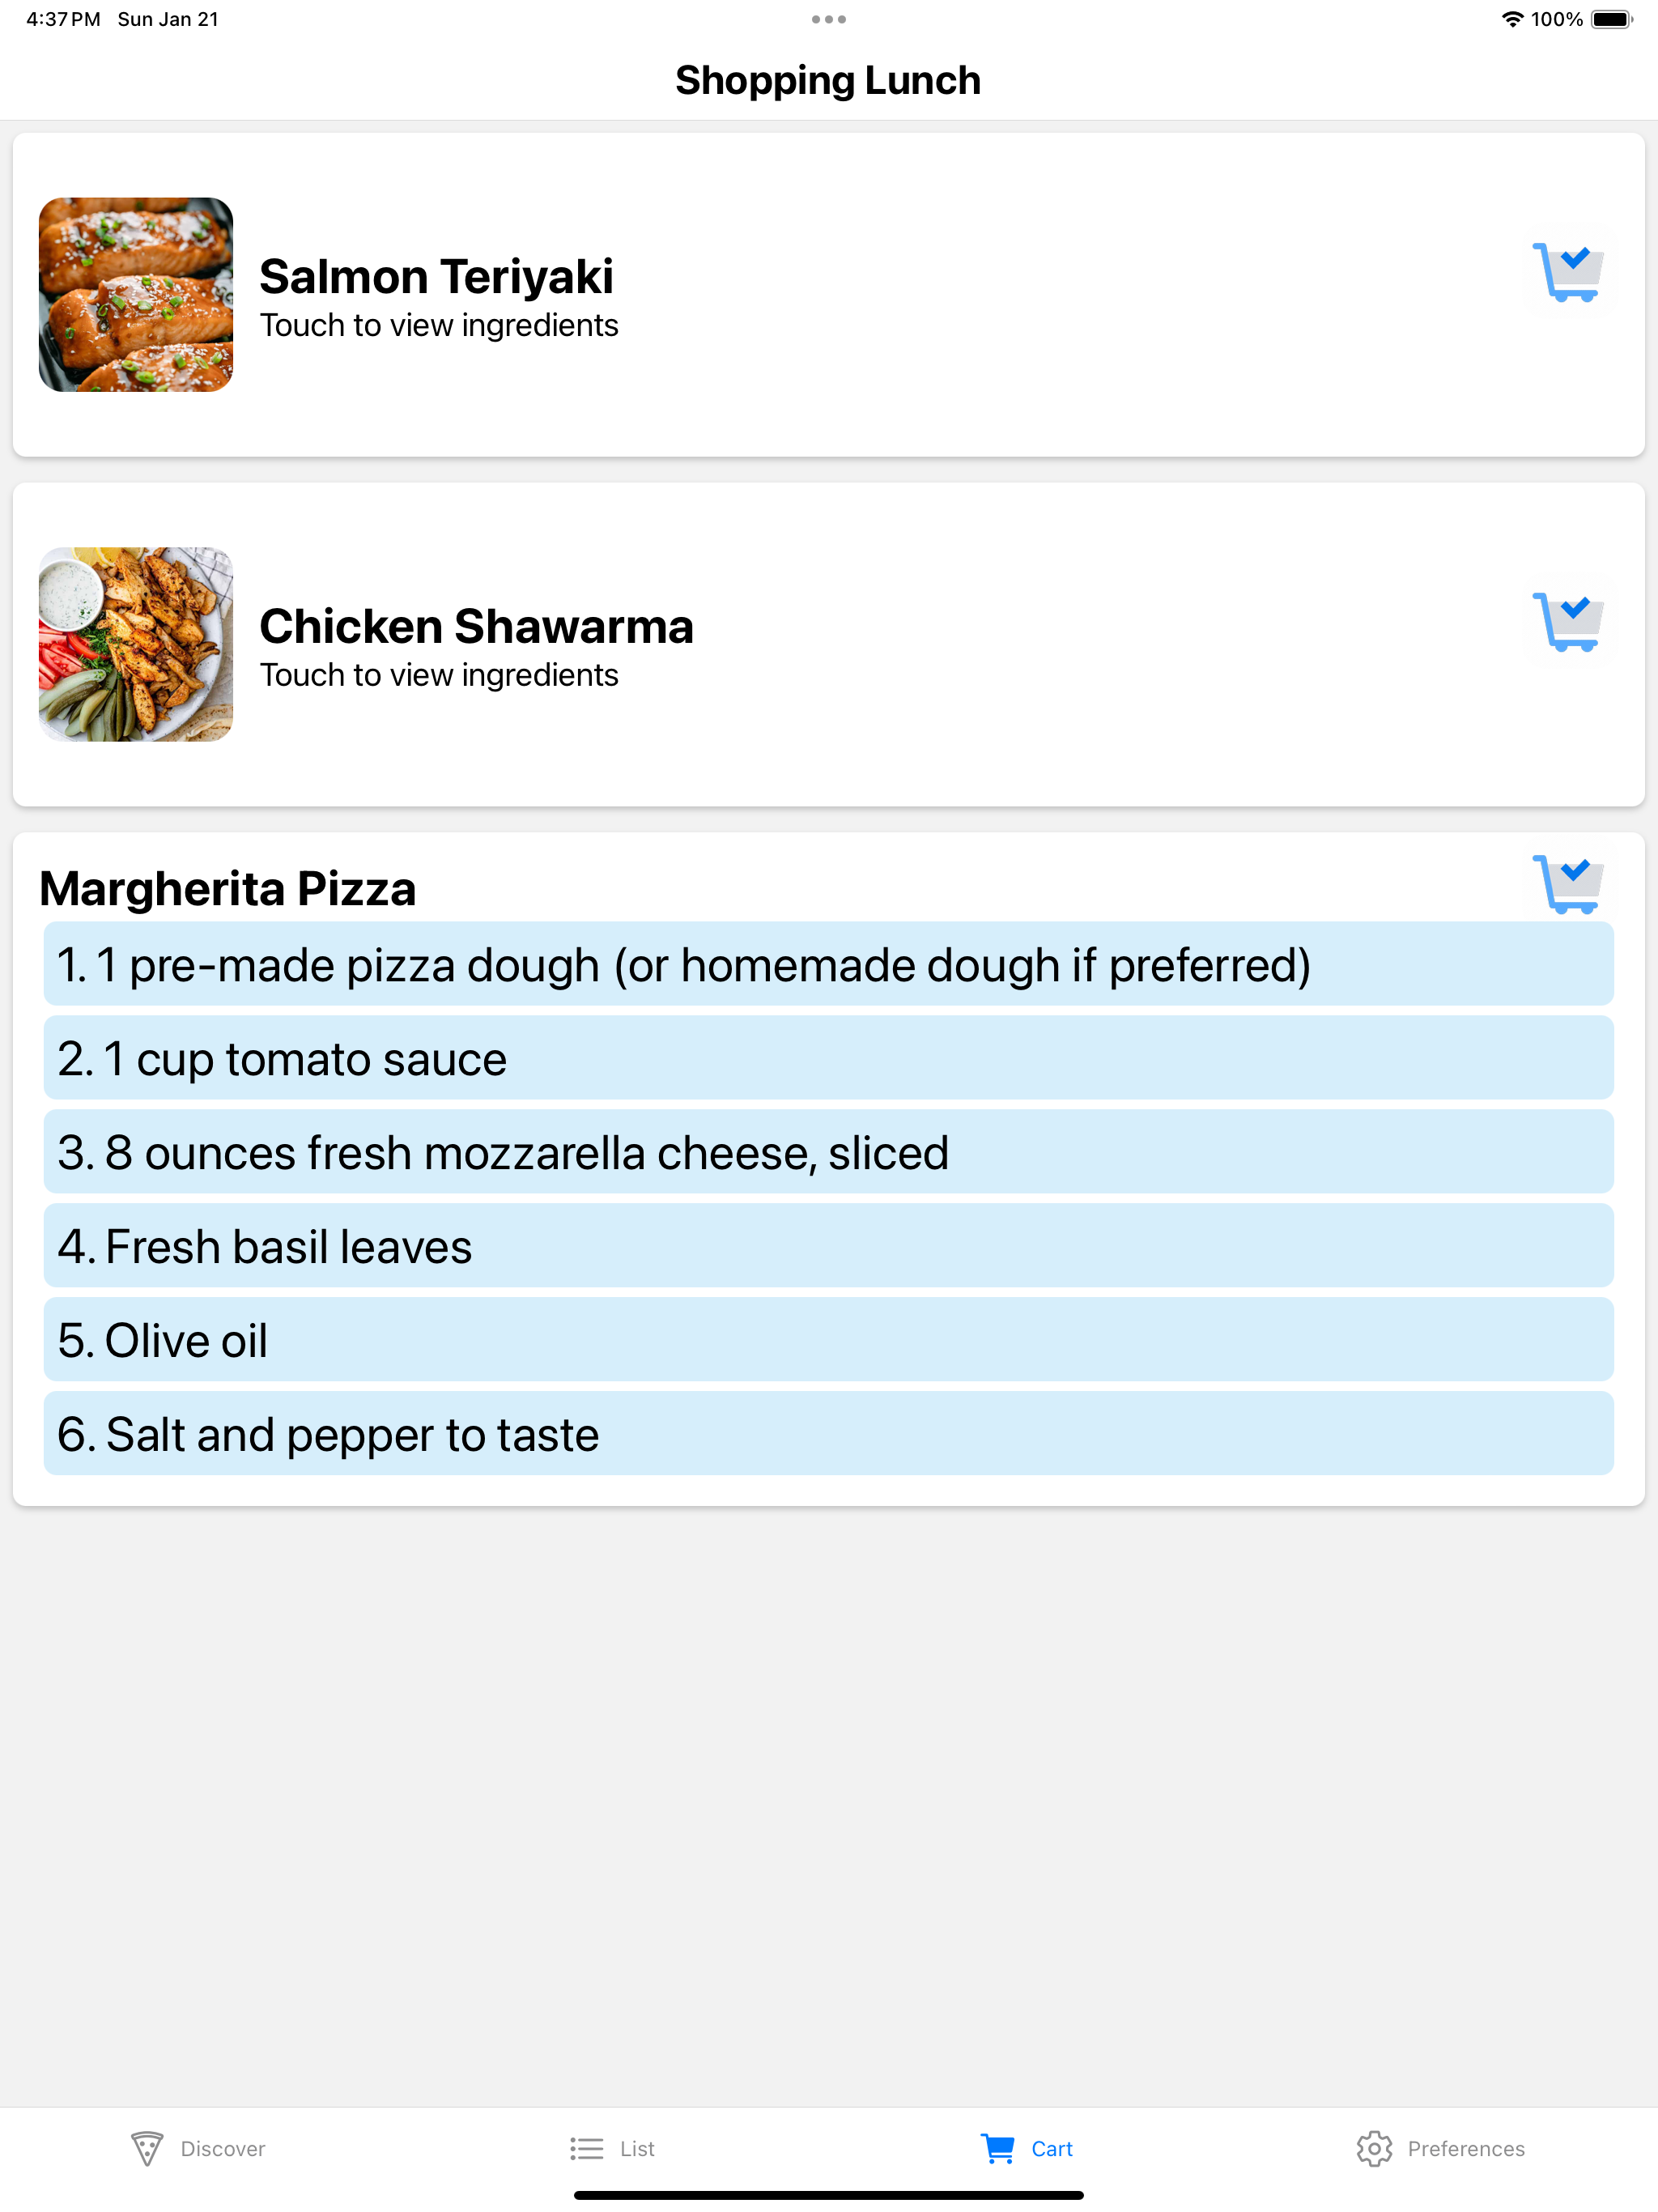 4:37 PM Sun Jan 21
100%
Shopping Lunch
Salmon Teriyaki
Touch to view ingredients
Chicken Shawarma
Touch to view ingredients
Margherita Pizza
1. 1 pre-made pizza dough (or homemade dough if preferred)
2. 1 cup tomato sauce
3. 8 ounces fresh mozzarella cheese, sliced
4. Fresh basil leaves
5. Olive oil
6. Salt and pepper to taste
Discover
List
Cart
Preferences